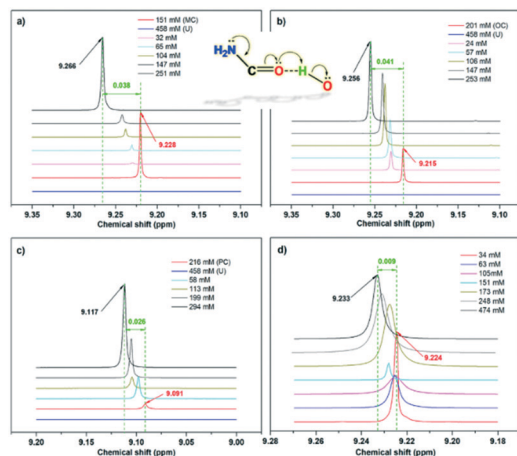 a)
151 mM (MC)
458 mM (U)
32 mM
65 mM
104 mM
147 mM
251 mM
9.266
0.038
9.228
9.35 9.30 9.25 9.20 9.15 9.10
Chemical shift (ppm)
H₂N
C
O
H
O
b)
201 mM (OC)
458 mM (U)
24 mM
57 mM
106 mM
147 mM
253 mM
9.256
0.041
9.215
9.35 9.30 9.25 9.20 9.15 9.10
Chemical shift (ppm)
c)
216 mM (PC)
458 mM (U)
58 mM
113 mM
199 mM
294 mM
9.117
0.026
9.091
9.20 9.15 9.10 9.05 9.00
Chemical shift (ppm)
d)
34 mM
63 mM
105mM
151 mM
173 mM
248 mM
474 mM
9.233
0.009
9.224
9.28 9.26 9.24 9.22 9.20 9.18
Chemical shift (ppm)